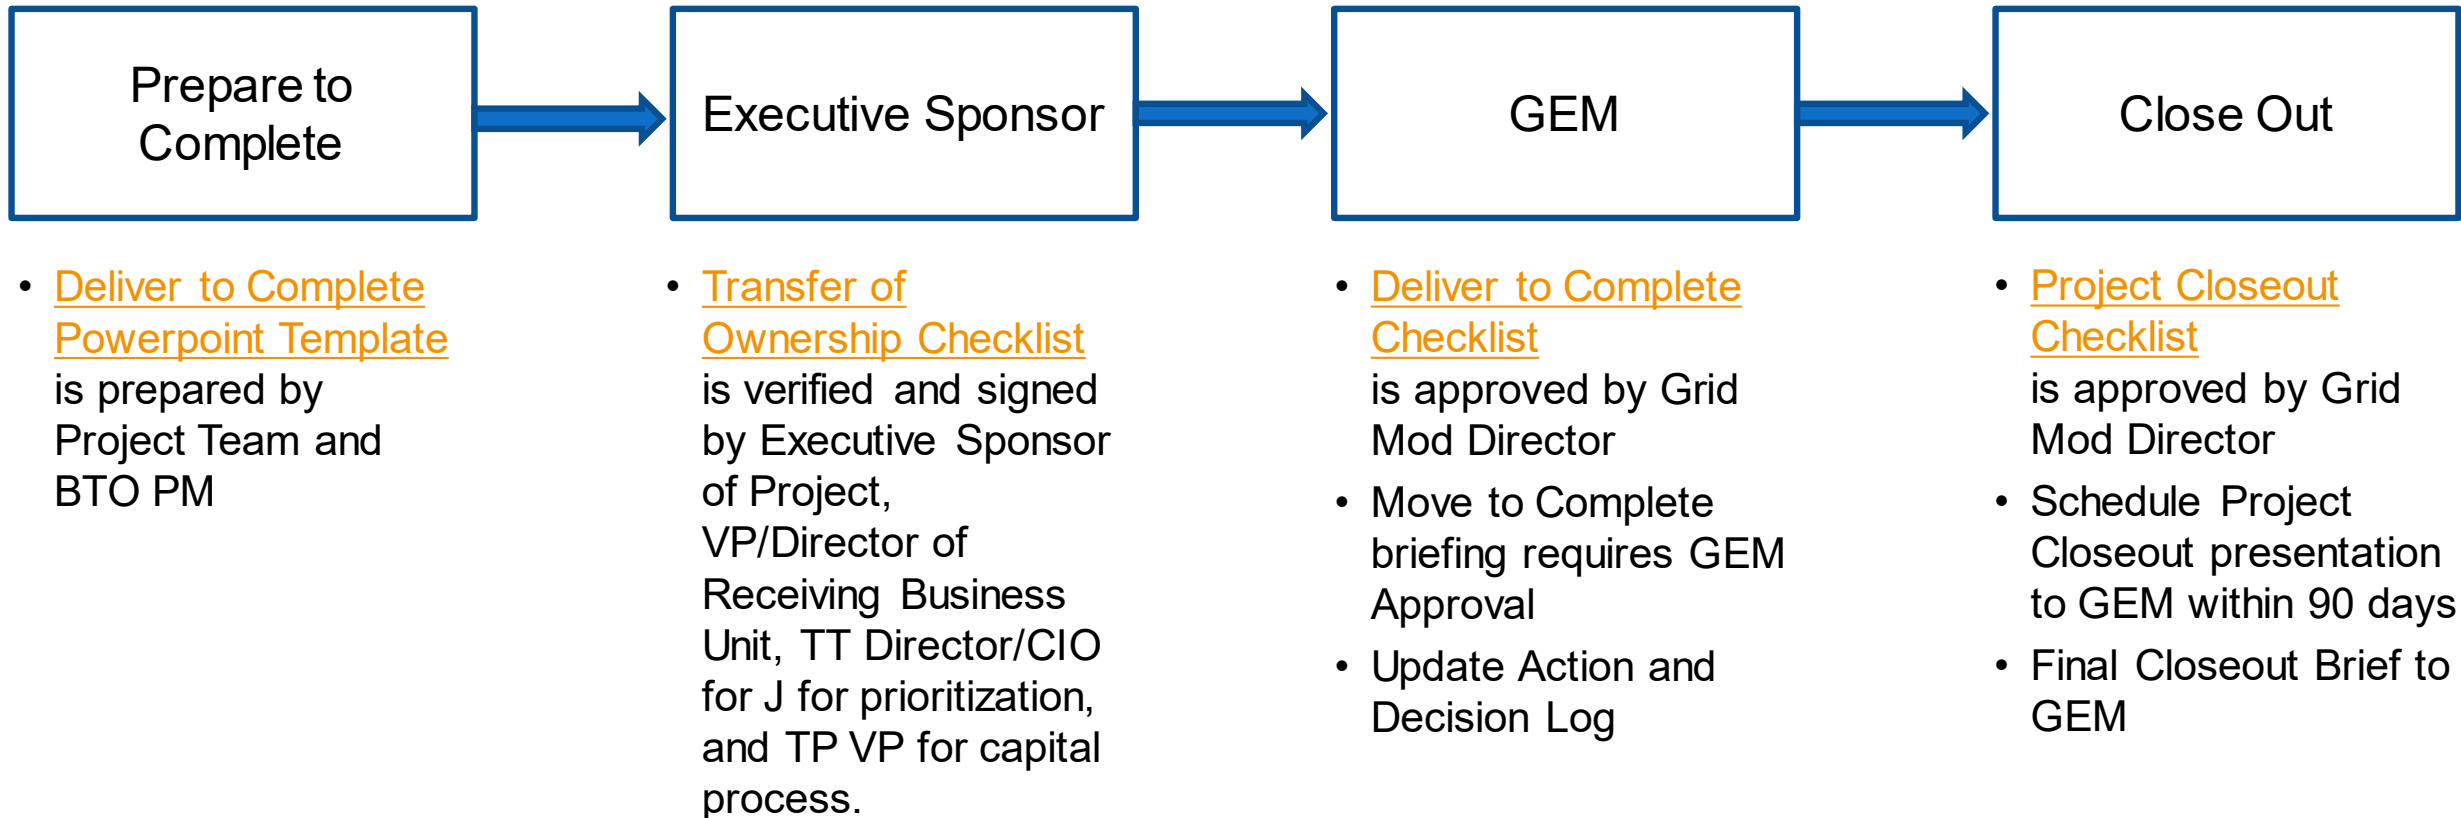 Prepare to
Complete
Executive Sponsor
GEM
Close Out
• Deliver to Complete
Powerpoint Template
is prepared by
Project Team and
BTO PM
• Transfer of
Ownership Checklist
is verified and signed
by Executive Sponsor
of Project,
VP/Director of
Receiving Business
Unit, TT Director/CIO
for J for prioritization,
and TP VP for capital
process.
• Deliver to Complete
Checklist
is approved by Grid
Mod Director
• Move to Complete
briefing requires GEM
Approval
• Update Action and
Decision Log
• Project Closeout
Checklist
is approved by Grid
Mod Director
• Schedule Project
Closeout presentation
to GEM within 90 days
• Final Closeout Brief to
GEM